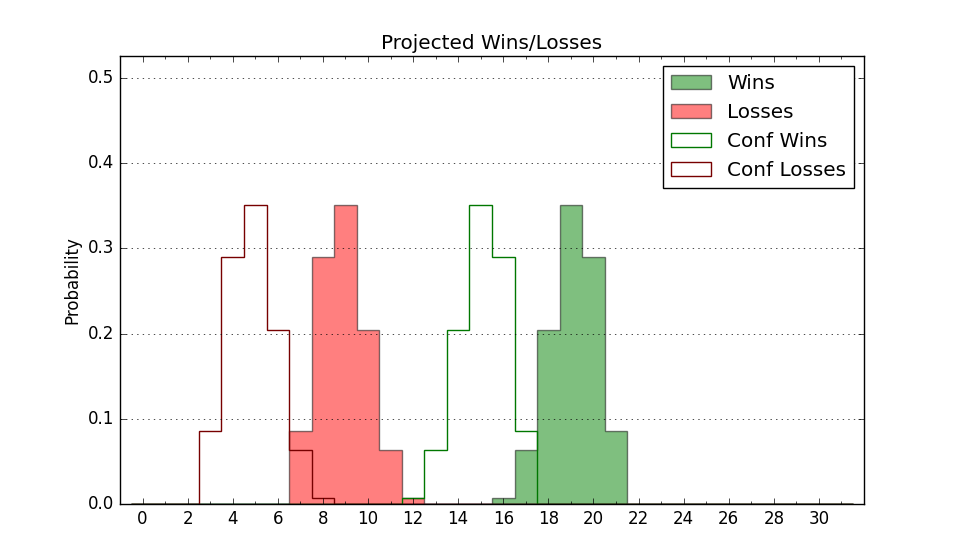 Projected Wins/Losses
Probability
0.5
0.4
0.3
0.2
0.1
0.0
0 2 4 6 8 10 12 14 16 18 20 22 24 26 28 30
Wins
Losses
Conf Wins
Conf Losses